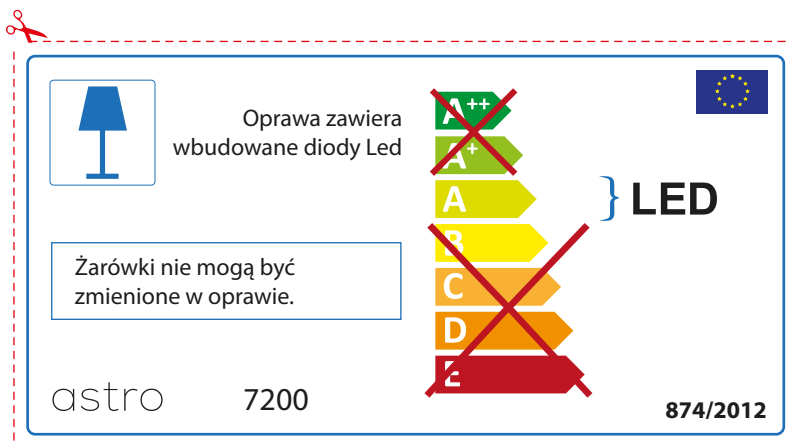 Oprawa zawiera
wbudowane diody Led
A++
A+
A
B
C
D
E
LED
Żarówki nie mogą być
zmienione w oprawie.
astro
7200
874/2012